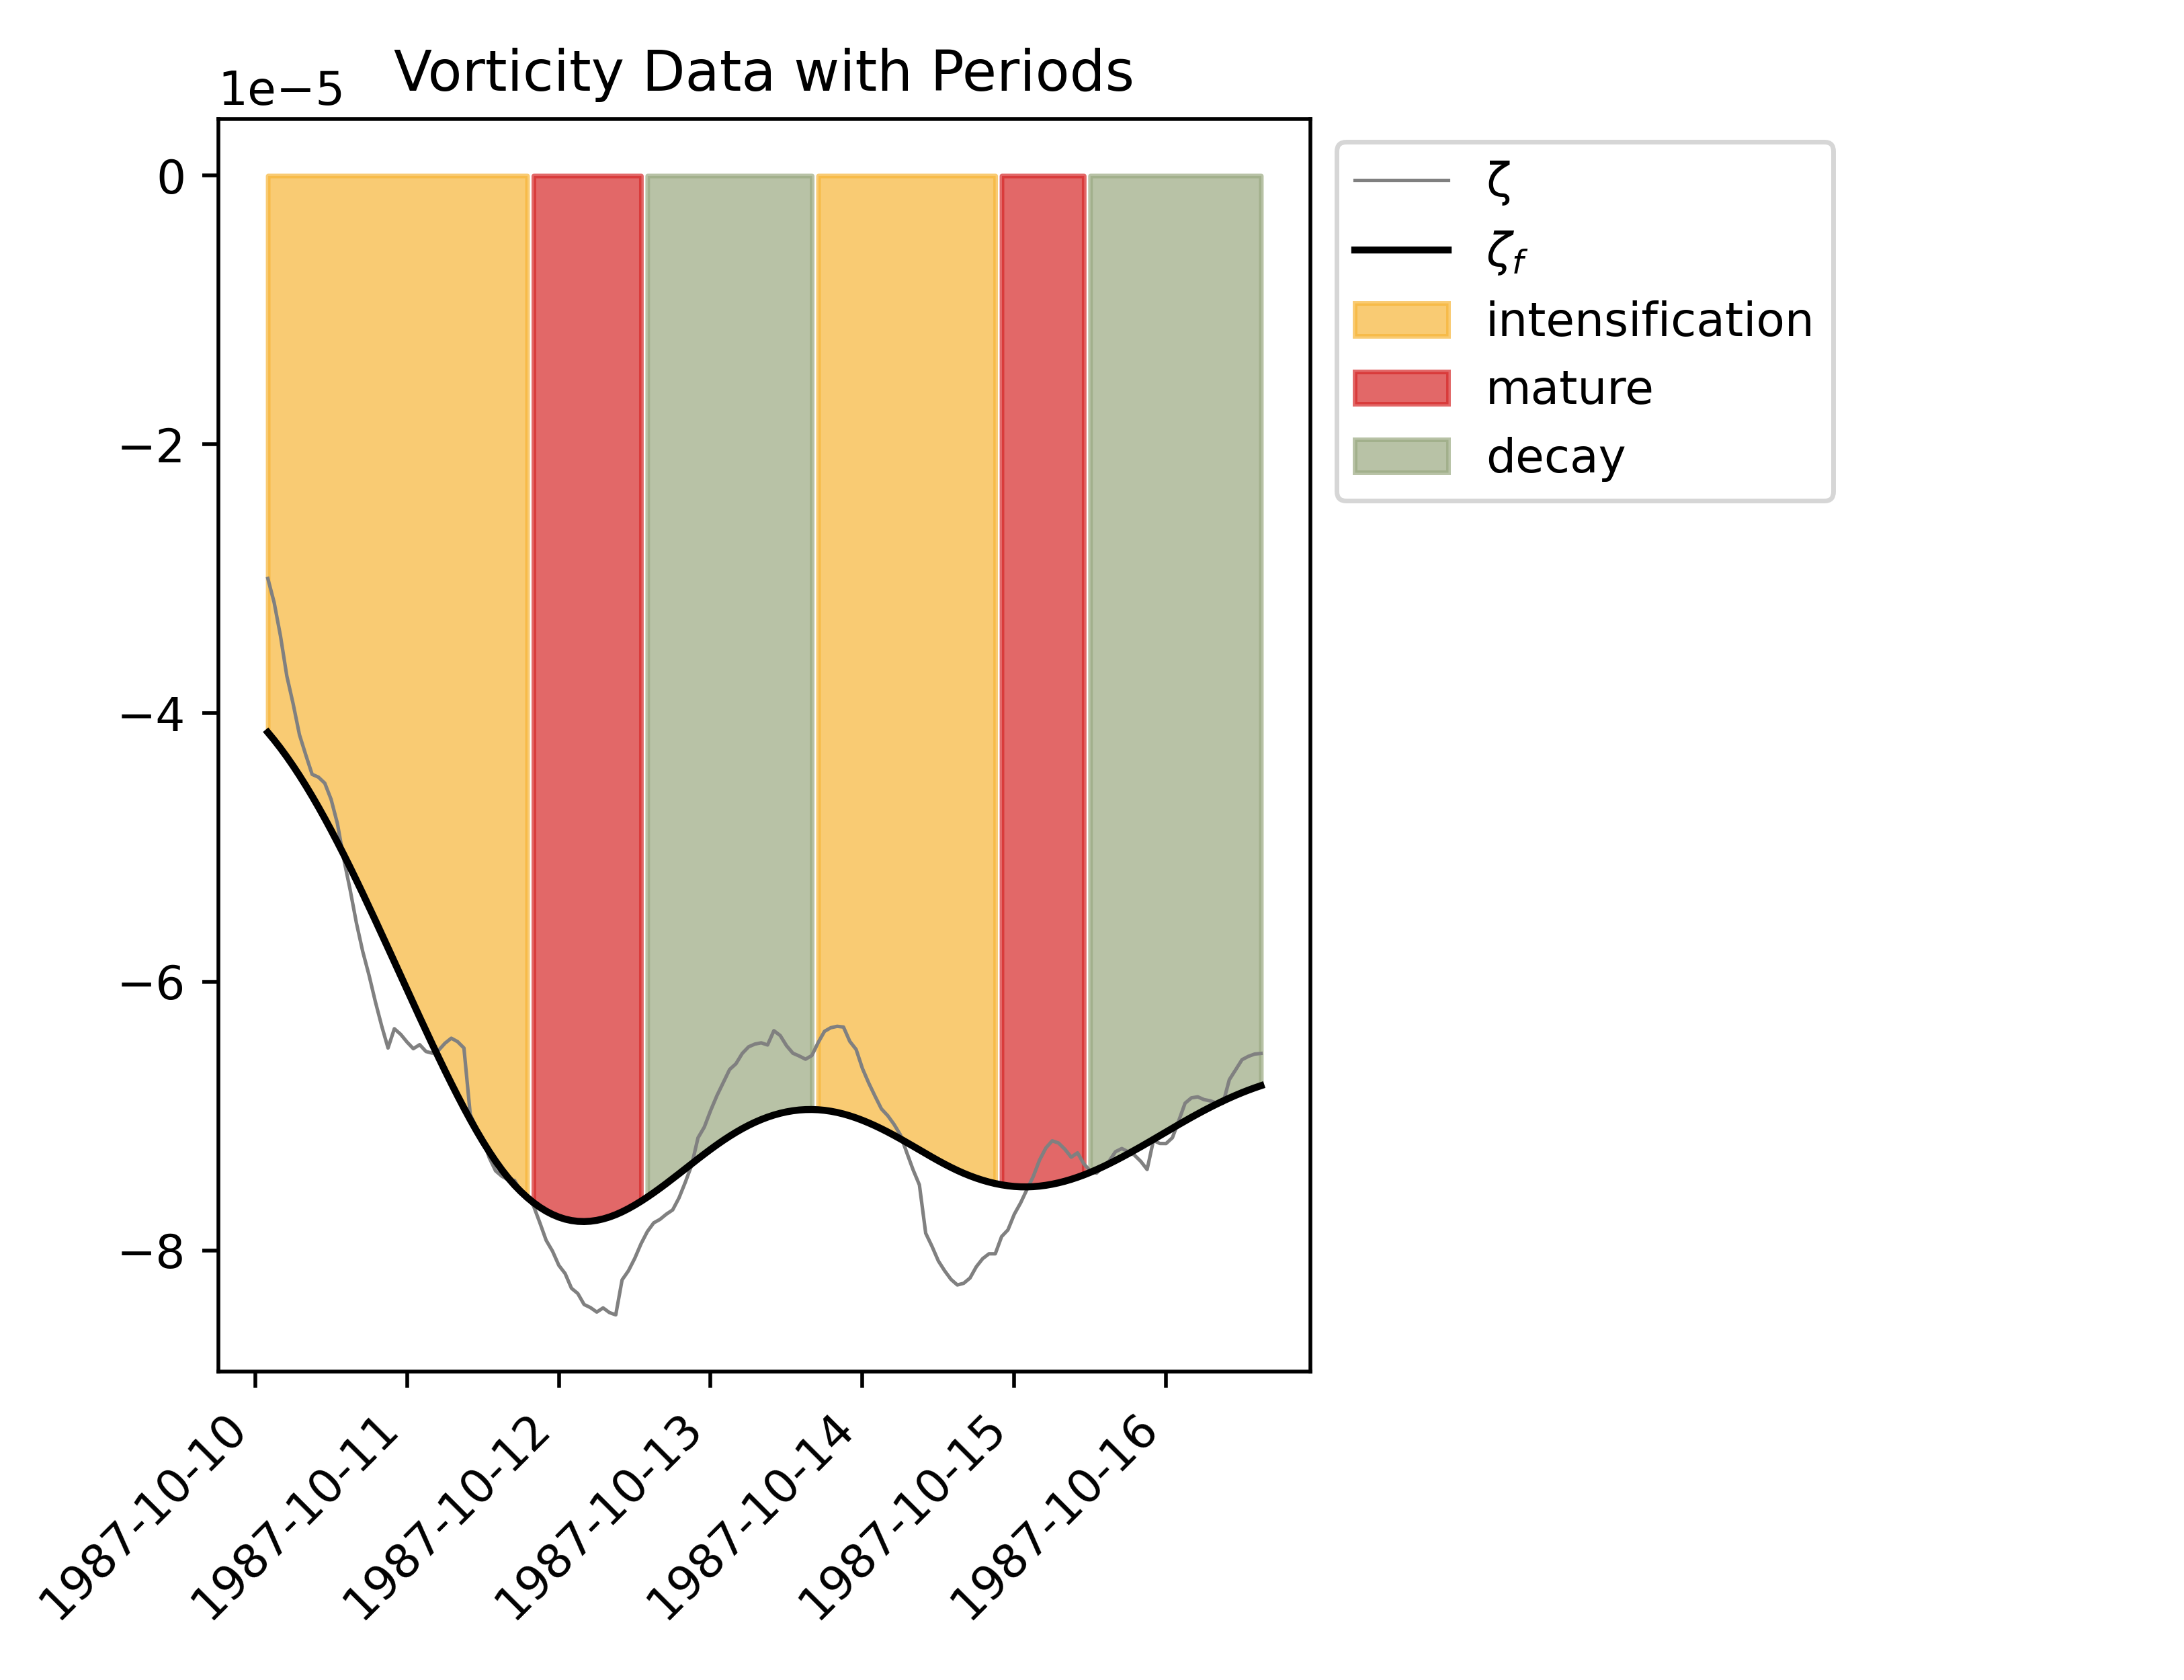 Vorticity Data with Periods
1e−5
0
−2
−4
−6
−8
1987-10-10
1987-10-11
1987-10-12
1987-10-13
1987-10-14
1987-10-15
1987-10-16
ζ
ζf
intensification
mature
decay